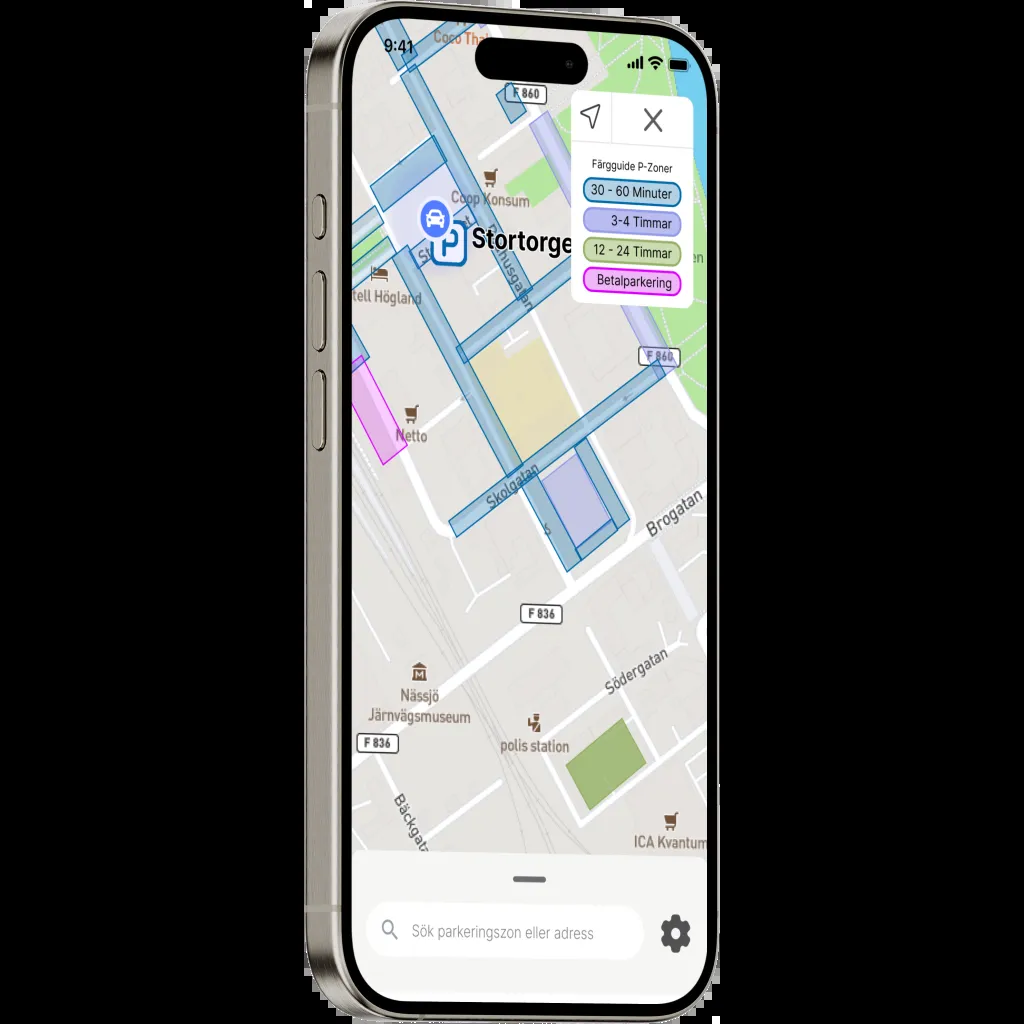 9:41
Coco Thai
F 860
Färgguide P-Zoner
30 - 60 Minuter
3-4 Timmar
12 - 24 Timmar
Betalparkering
Coop Konsum
P Stortorge
tell Högland
F 860
Netto
Skolgatan
Brogatan
F 836
Södergatan
Nässjö
Järnvägsmuseum
polis station
F 836
Bäckgat
ICA Kvantum
Sök parkeringszon eller adress